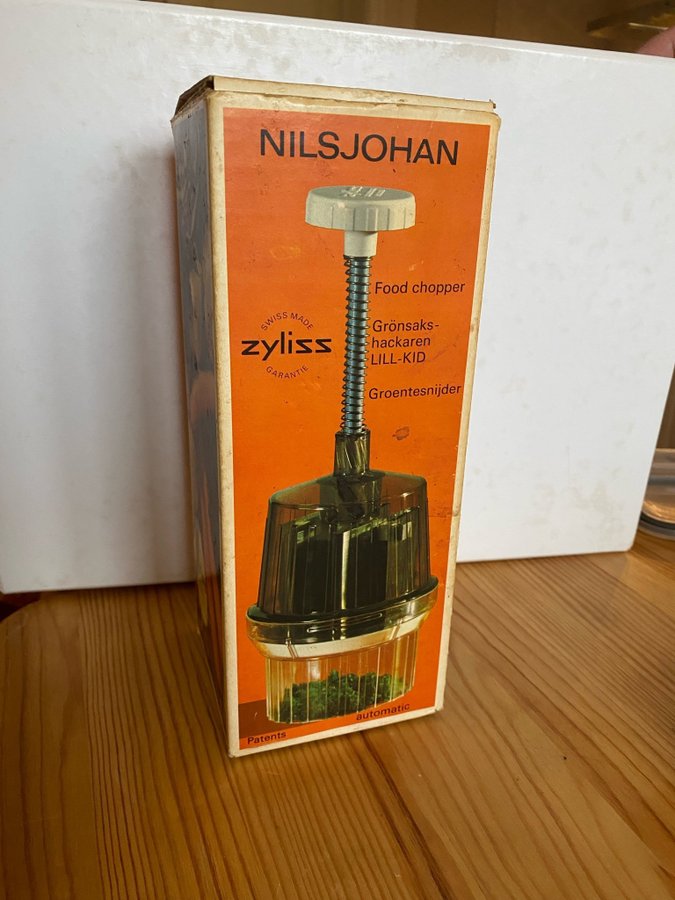 NILSJOHAN
Food chopper
SWISS MADE
zyliss
GARANTIE
Grönsaks-
hackaren
LILL-KID
Groentesnijder
automatic
Patents